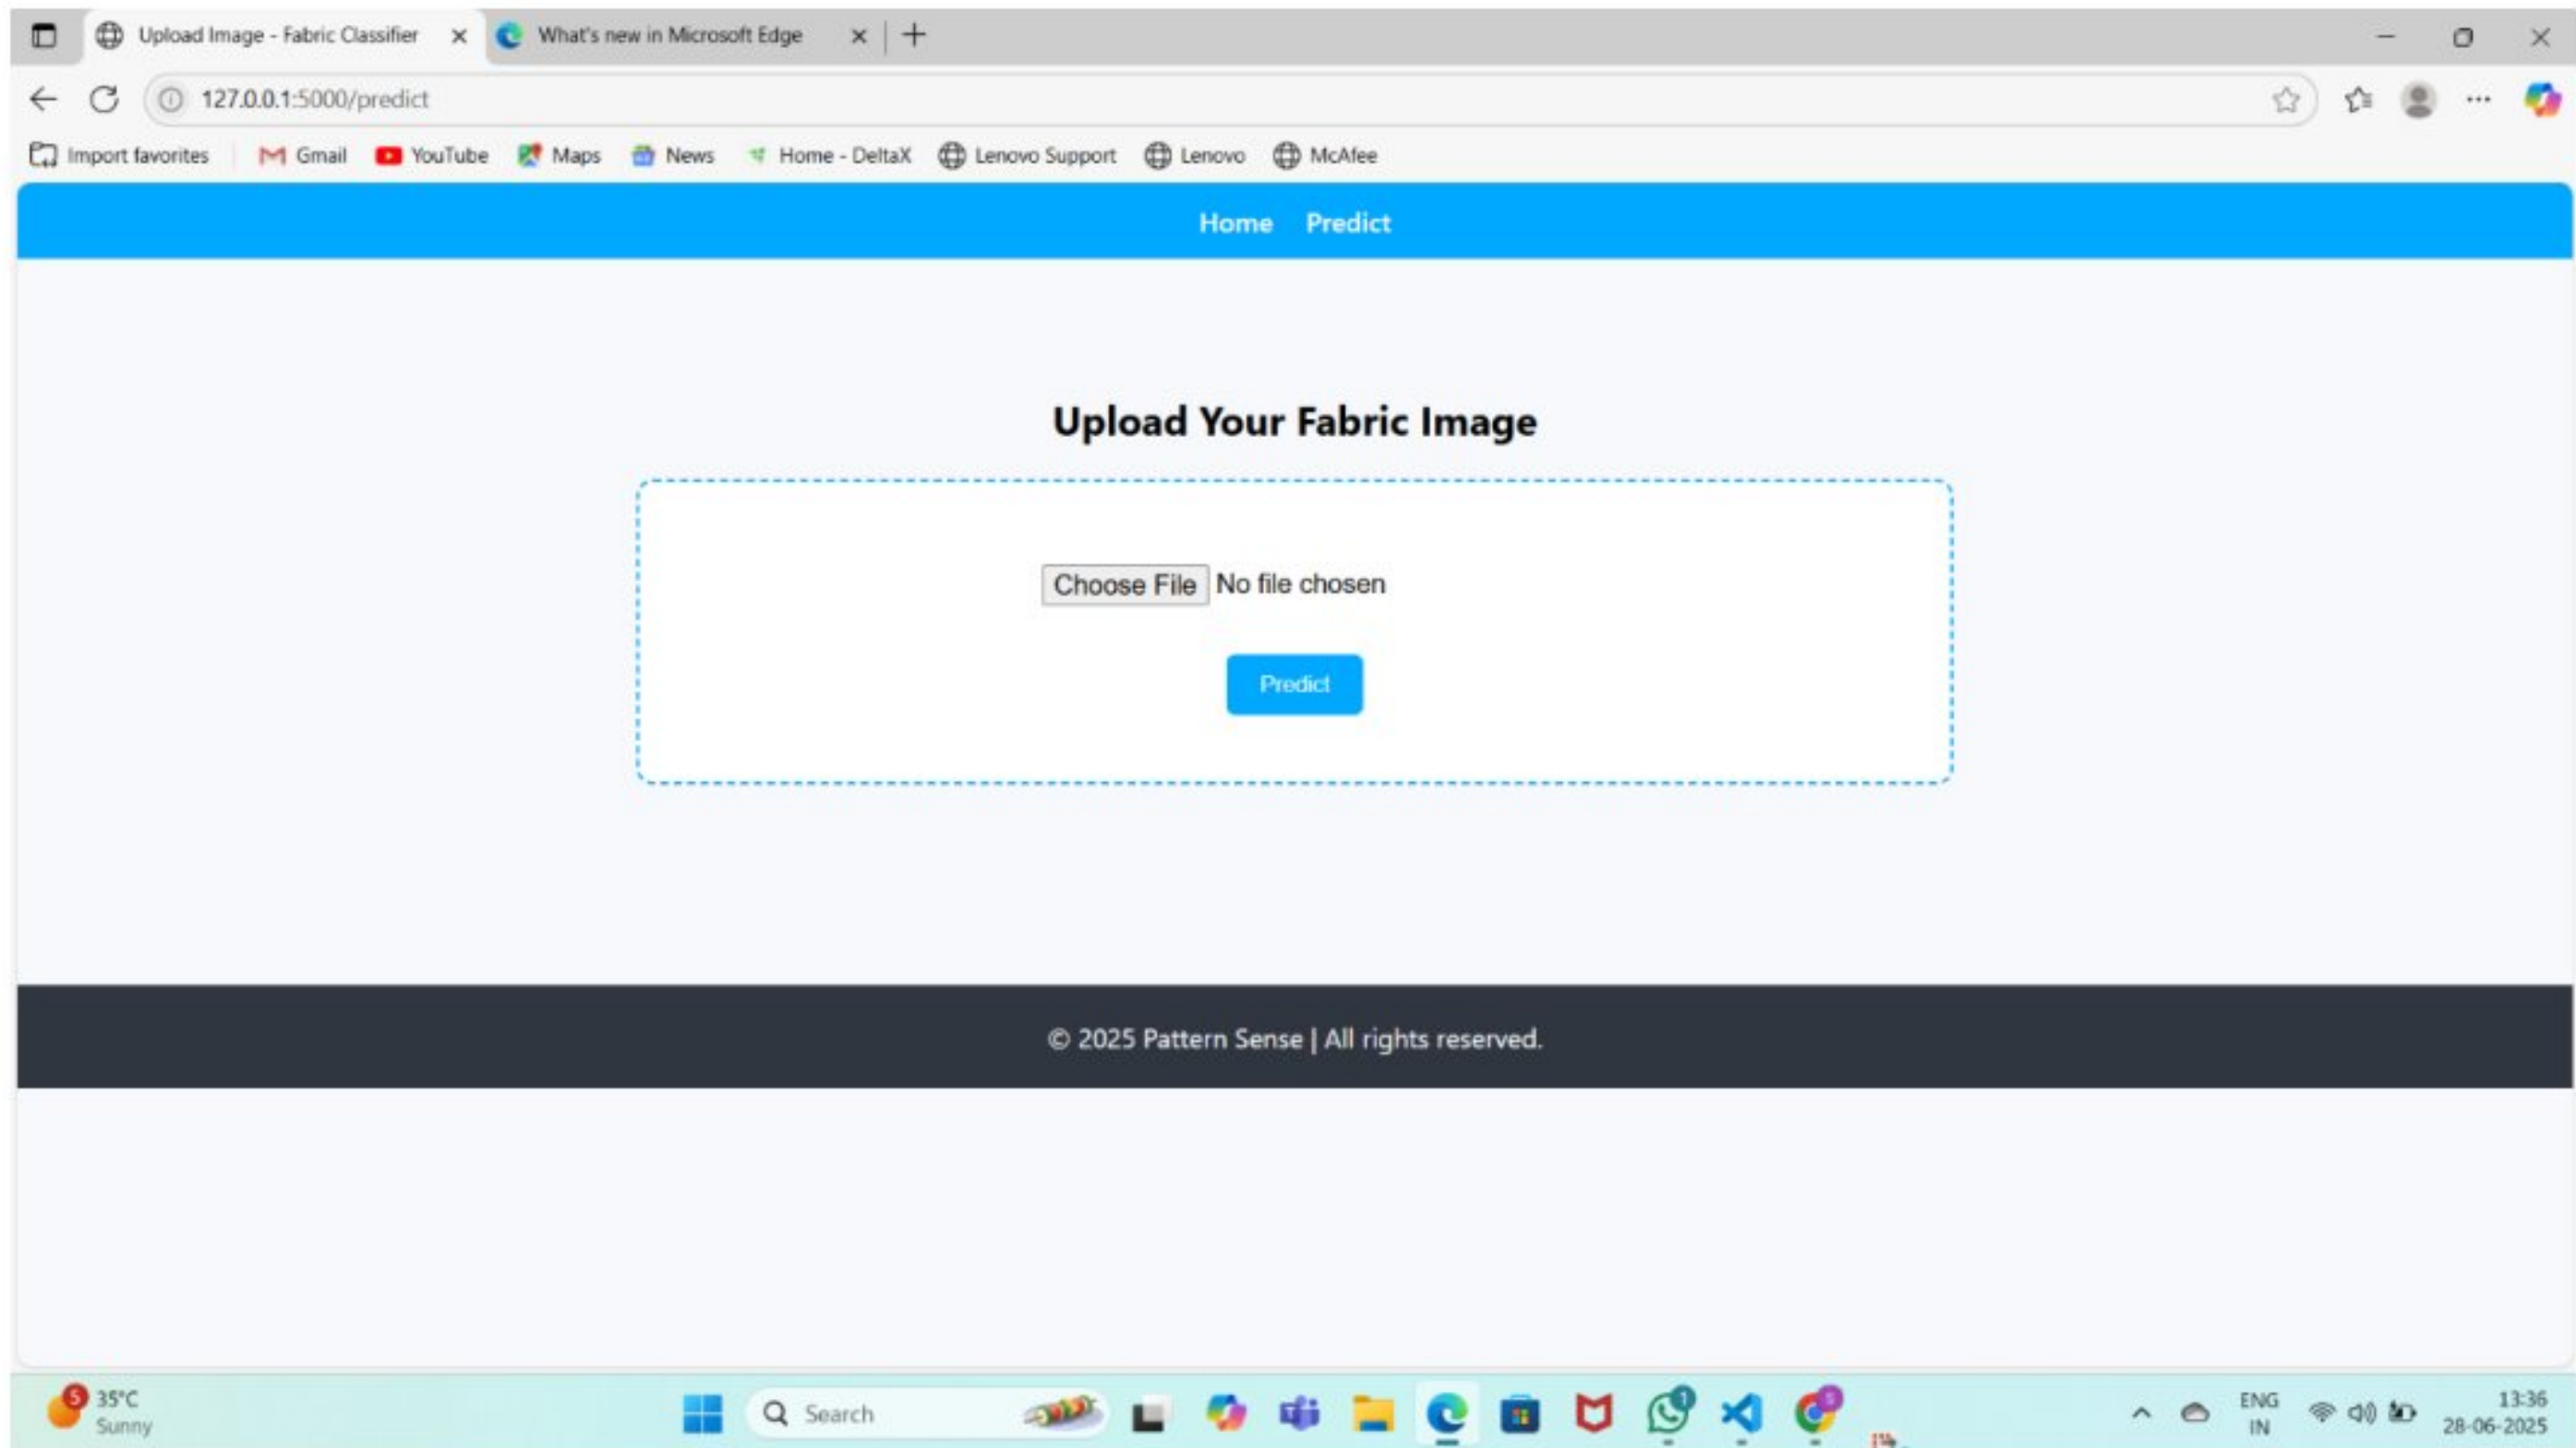 Upload Image - Fabric Classifier
What's new in Microsoft Edge
127.0.0.1:5000/predict
Import favorites
Gmail
YouTube
Maps
News
Home - DeltaX
Lenovo Support
Lenovo
McAfee
Home
Predict
Upload Your Fabric Image
Choose File No file chosen
Predict
© 2025 Pattern Sense | All rights reserved.
5
35°C
Sunny
Search
1
ENG
IN
13:36
28-06-2025